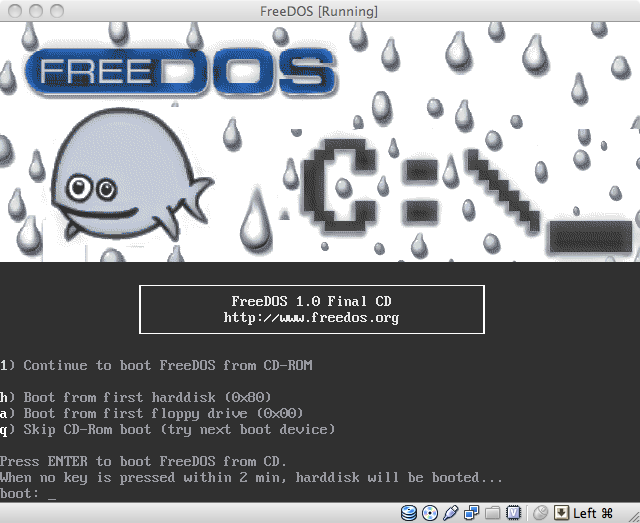 FreeDOS [Running]
FREEDOS
C:\_
FreeDOS 1.0 Final CD
http://www.freedos.org
1) Continue to boot FreeDOS from CD-ROM
h) Boot from first harddisk (0x80)
a) Boot from first floppy drive (0x00)
q) Skip CD-Rom boot (try next boot device)
Press ENTER to boot FreeDOS from CD.
When no key is pressed within 2 min, harddisk will be booted...
boot: _
Left ⌘